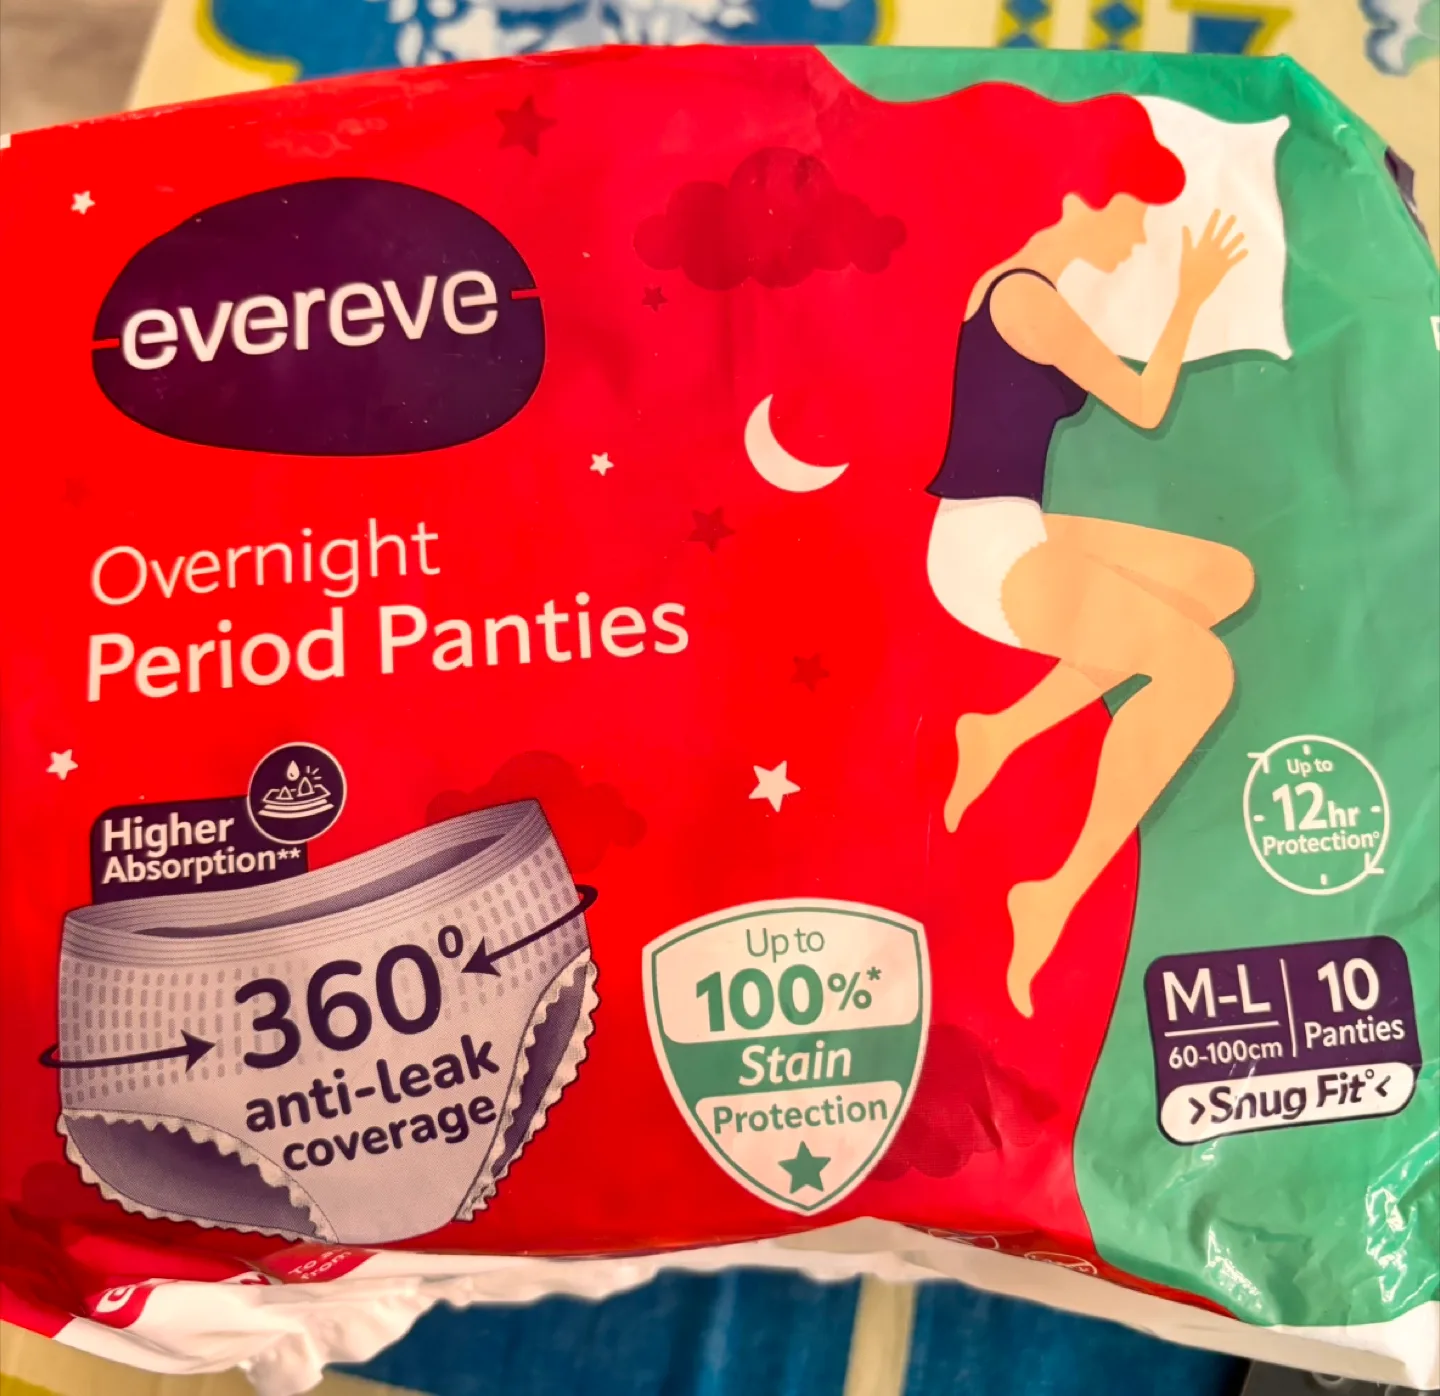 evereve
Overnight
Period Panties
Higher
Absorption**
360°
anti-leak
coverage
Up to
100%*
Stain
Protection
Up to
12hr
Protection°
M-L
60-100cm
10
Panties
>Snug Fit°<